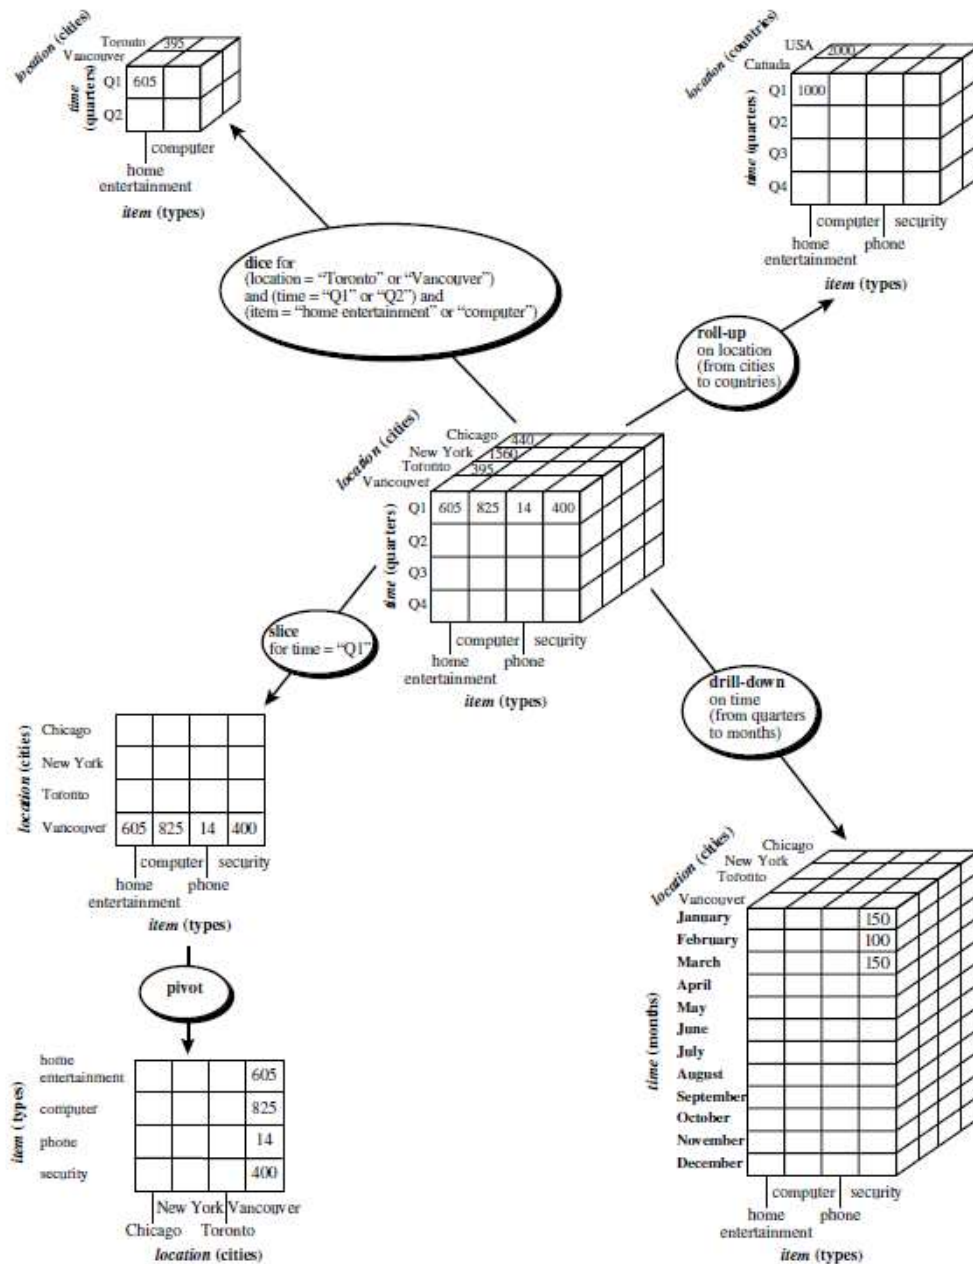 location (cities)
Toronto 395
Vancouver
time (quarters)
Q1 605
Q2
computer
home
entertainment
item (types)
location (countries)
USA 2000
Canada
time (quarters)
Q1 1000
Q2
Q3
Q4
computer security
home phone
entertainment
item (types)
dice for
(location = “Toronto” or “Vancouver”)
and (time = “Q1” or “Q2”) and
(item = “home entertainment” or “computer”)
roll-up
on location
(from cities
to countries)
location (cities)
Chicago 440
New York 1560
Toronto 395
Vancouver
time (quarters)
Q1 605 825 14 400
Q2
Q3
Q4
computer security
home phone
entertainment
item (types)
slice
for time = “Q1”
drill-down
on time
(from quarters
to months)
location (cities)
Chicago
New York
Toronto
Vancouver 605 825 14 400
computer security
home phone
entertainment
item (types)
pivot
item (types)
home
entertainment 605
computer 825
phone 14
security 400
New York Vancouver
Chicago Toronto
location (cities)
location (cities)
Chicago
New York
Toronto
Vancouver
time (months)
January 150
February 100
March 150
April
May
June
July
August
September
October
November
December
computer security
home phone
entertainment
item (types)